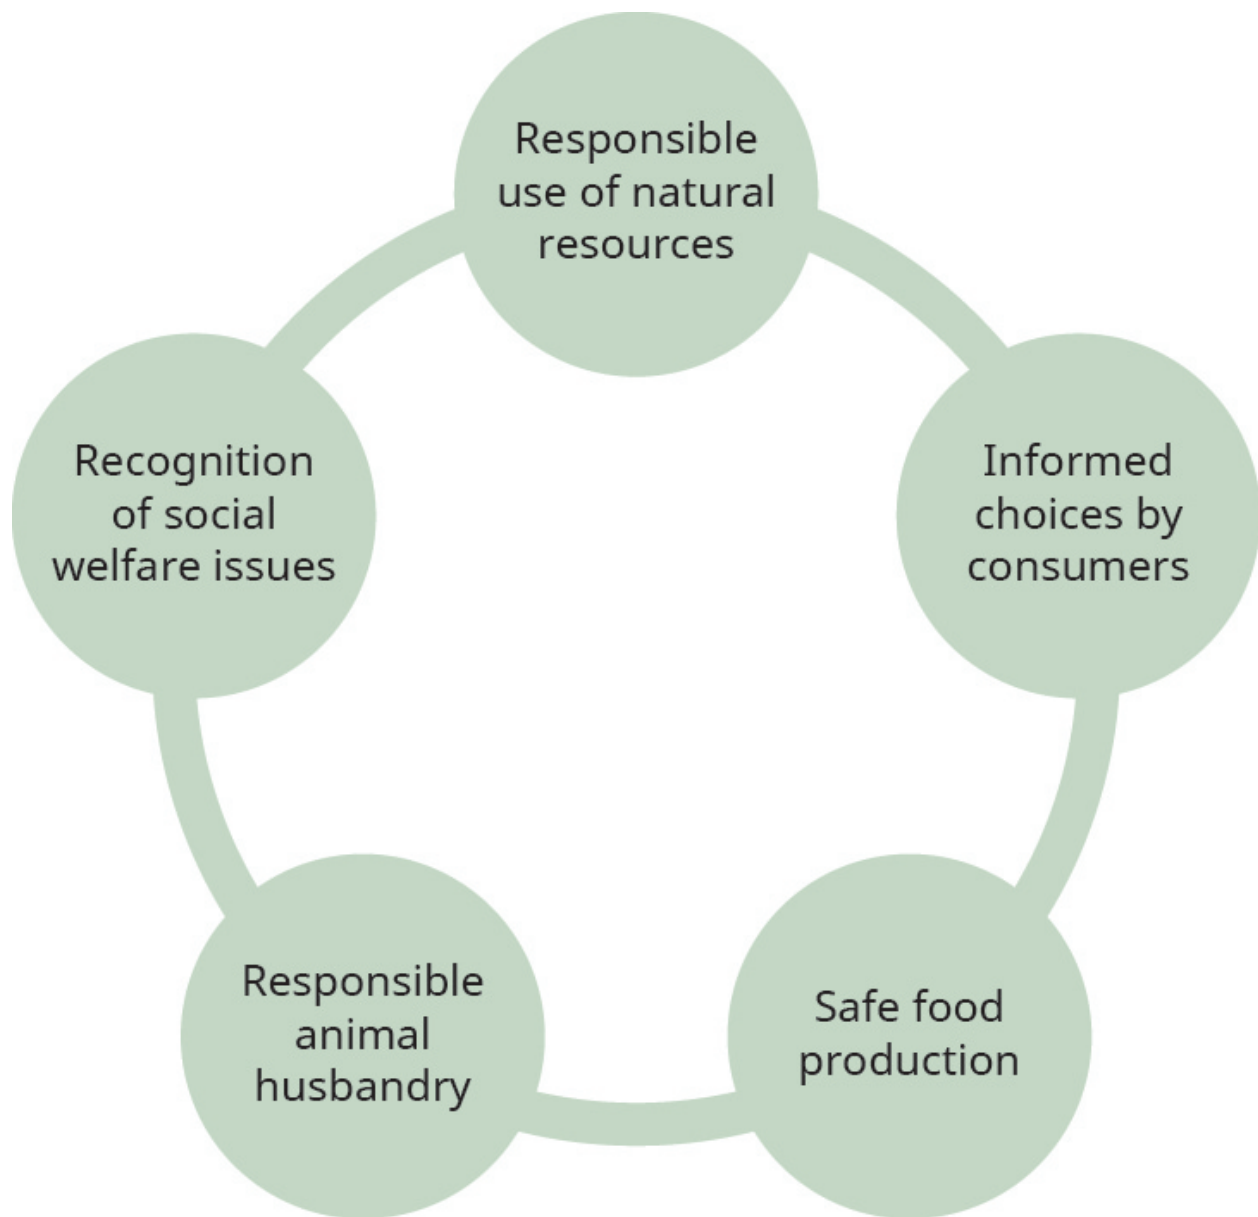 Responsible
use of natural
resources
Recognition
of social
welfare issues
Informed
choices by
consumers
Responsible
animal
husbandry
Safe food
production